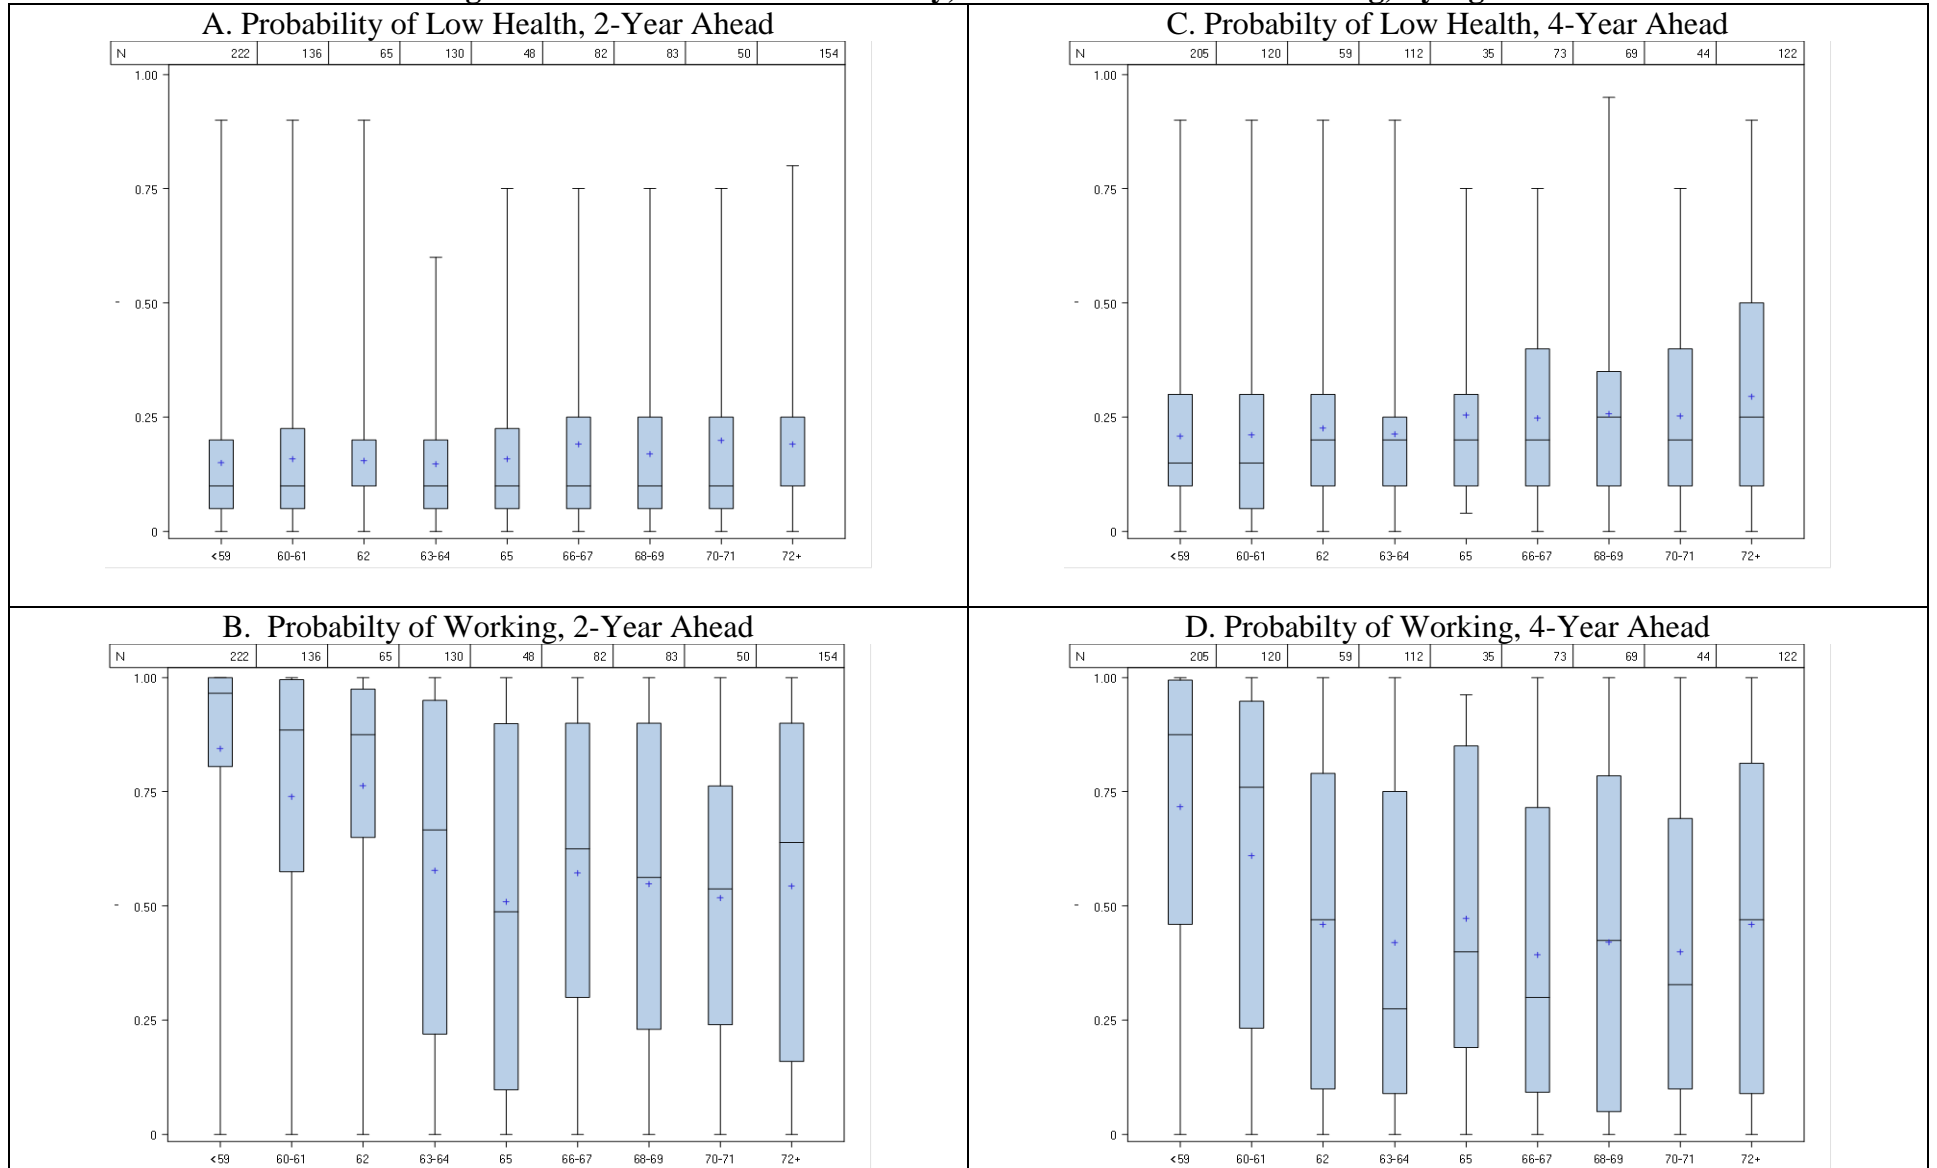 A. Probability of Low Health, 2-Year Ahead
N 222 136 65 130 48 82 83 50 154
1.00
0.75
0.50
0.25
0
<59 60-61 62 63-64 65 66-67 68-69 70-71 72+
C. Probabilty of Low Health, 4-Year Ahead
N 205 120 59 112 35 73 69 44 122
1.00
0.75
0.50
0.25
0
<59 60-61 62 63-64 65 66-67 68-69 70-71 72+
B. Probabilty of Working, 2-Year Ahead
N 222 136 65 130 48 82 83 50 154
1.00
0.75
0.50
0.25
0
<59 60-61 62 63-64 65 66-67 68-69 70-71 72+
D. Probabilty of Working, 4-Year Ahead
N 205 120 59 112 35 73 69 44 122
1.00
0.75
0.50
0.25
0
<59 60-61 62 63-64 65 66-67 68-69 70-71 72+